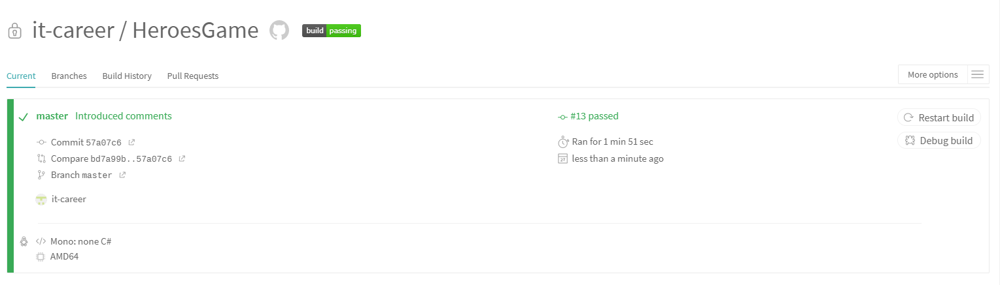 it-career / HeroesGame build passing
Current Branches Build History Pull Requests More options
master Introduced comments #13 passed Restart build
Commit 57a07c6 Ran for 1 min 51 sec Debug build
Compare bd7a99b..57a07c6 27 less than a minute ago
Branch master
it-career
</> Mono: none C#
AMD64